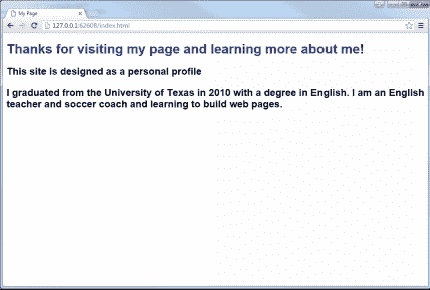 My Page
127.0.0.1:62608/index.html
Thanks for visiting my page and learning more about me!
This site is designed as a personal profile
I graduated from the University of Texas in 2010 with a degree in English. I am an English
teacher and soccer coach and learning to build web pages.